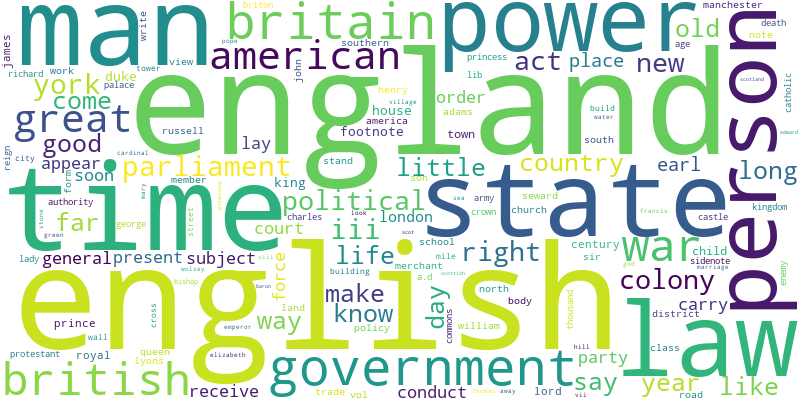 man
britain
power
american
old
manchester
death
note
age
briton
southern
write
james
view
pope
richard
work
tower
duke
palace
john
act
place
new
princess
lib
york
come
england
great
good
appear
soon
russell
lay
henry
village
order
adams
house
america
footnote
town
build
water
south
scotland
catholic
edward
person
reign
city
cardinal
parliament
stand
little
country
earl
long
time
form
member
king
political
son
seward
army
state
authority
far
george
mary
street
charles
look
london
crown
church
francis
castle
kingdom
stone
green
court
iii
sea
scot
school
century
sir
war
child
sidenote
marriage
lady
general
present
subject
life
right
mile
scottish
building
merchant
a.d
god
colony
enemy
english
wolsey
viii
bishop
baron
force
land
make
know
day
north
body
thousand
carry
district
law
prince
cross
emperor
way
policy
william
commons
wall
queen
lyons
elizabeth
protestant
royal
hill
party
class
british
receive
government
trade
vol
conduct
thomas
away
lord
say
vii
year
road
like